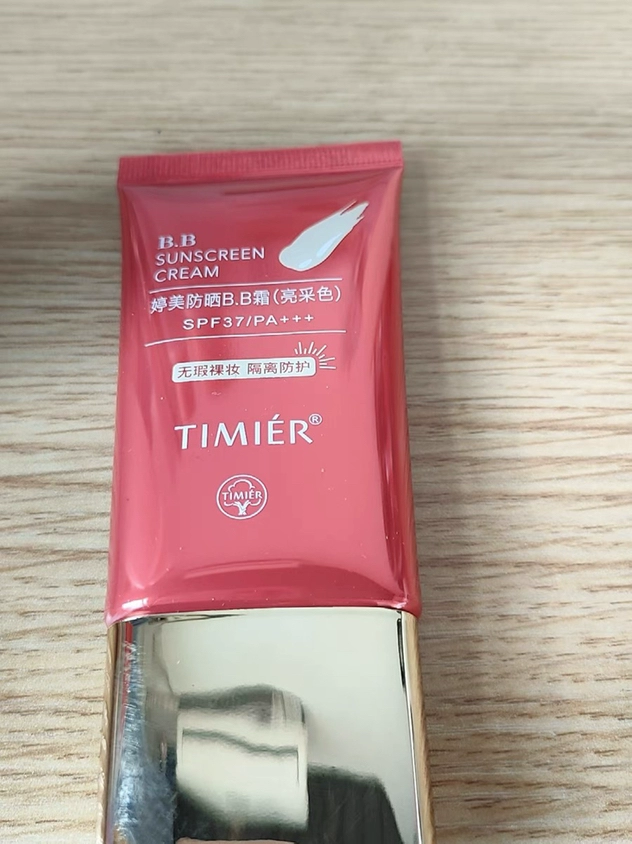 B.B
SUNSCREEN
CREAM
婷美防晒B.B霜(亮采色)
SPF37/PA+++
无瑕裸妆 隔离防护
TIMIÉR®
TIMIÉR